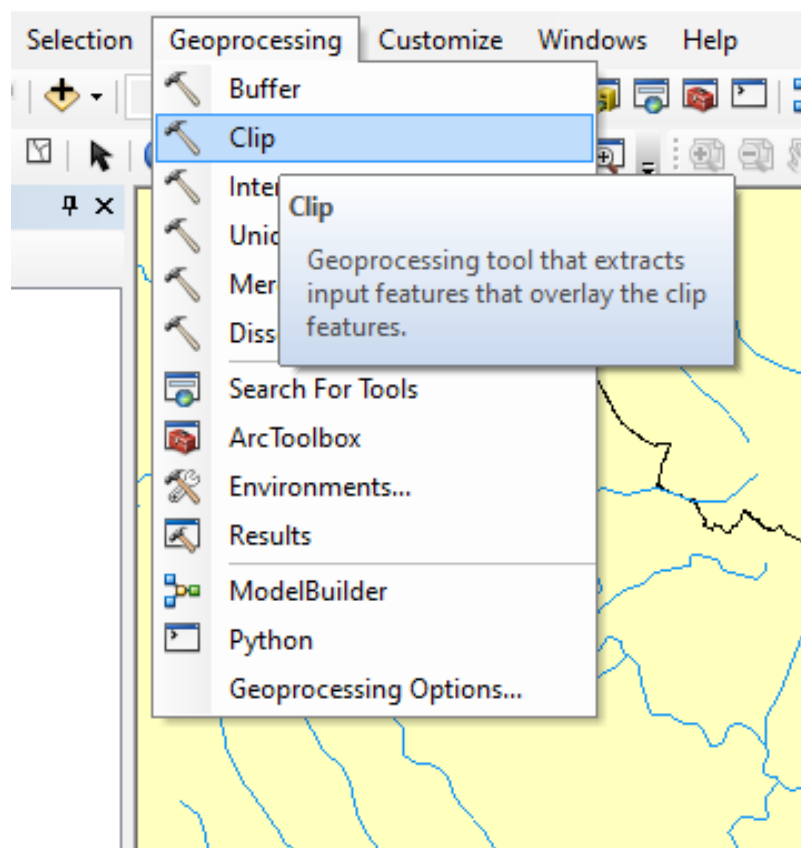 Selection Geoprocessing Customize Windows Help
Buffer
Clip
Clip
Geoprocessing tool that extracts
input features that overlay the clip
features.
Search For Tools
ArcToolbox
Environments...
Results
ModelBuilder
Python
Geoprocessing Options...